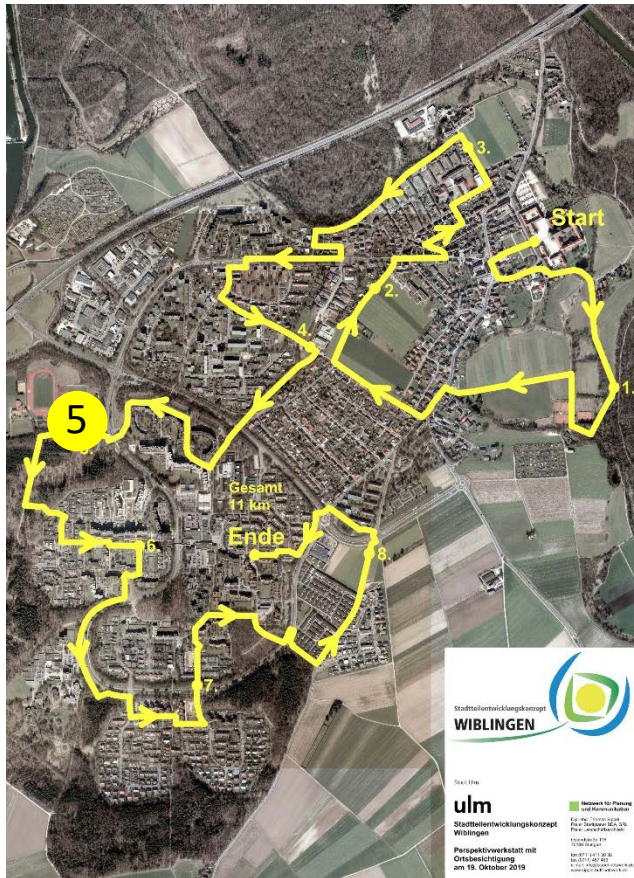 3.
Start
2.
4.
1.
5
Gesamt
11 km
Ende
6.
8.
7.
Stadtteilentwicklungskonzept
WIBLINGEN
Stadt Ulm
ulm
Stadtteilentwicklungskonzept
Wiblingen
Perspektivwerkstatt mit
Ortsbesichtigung
am 19. Oktober 2019
Netzwerk für Planung
und Kommunikation